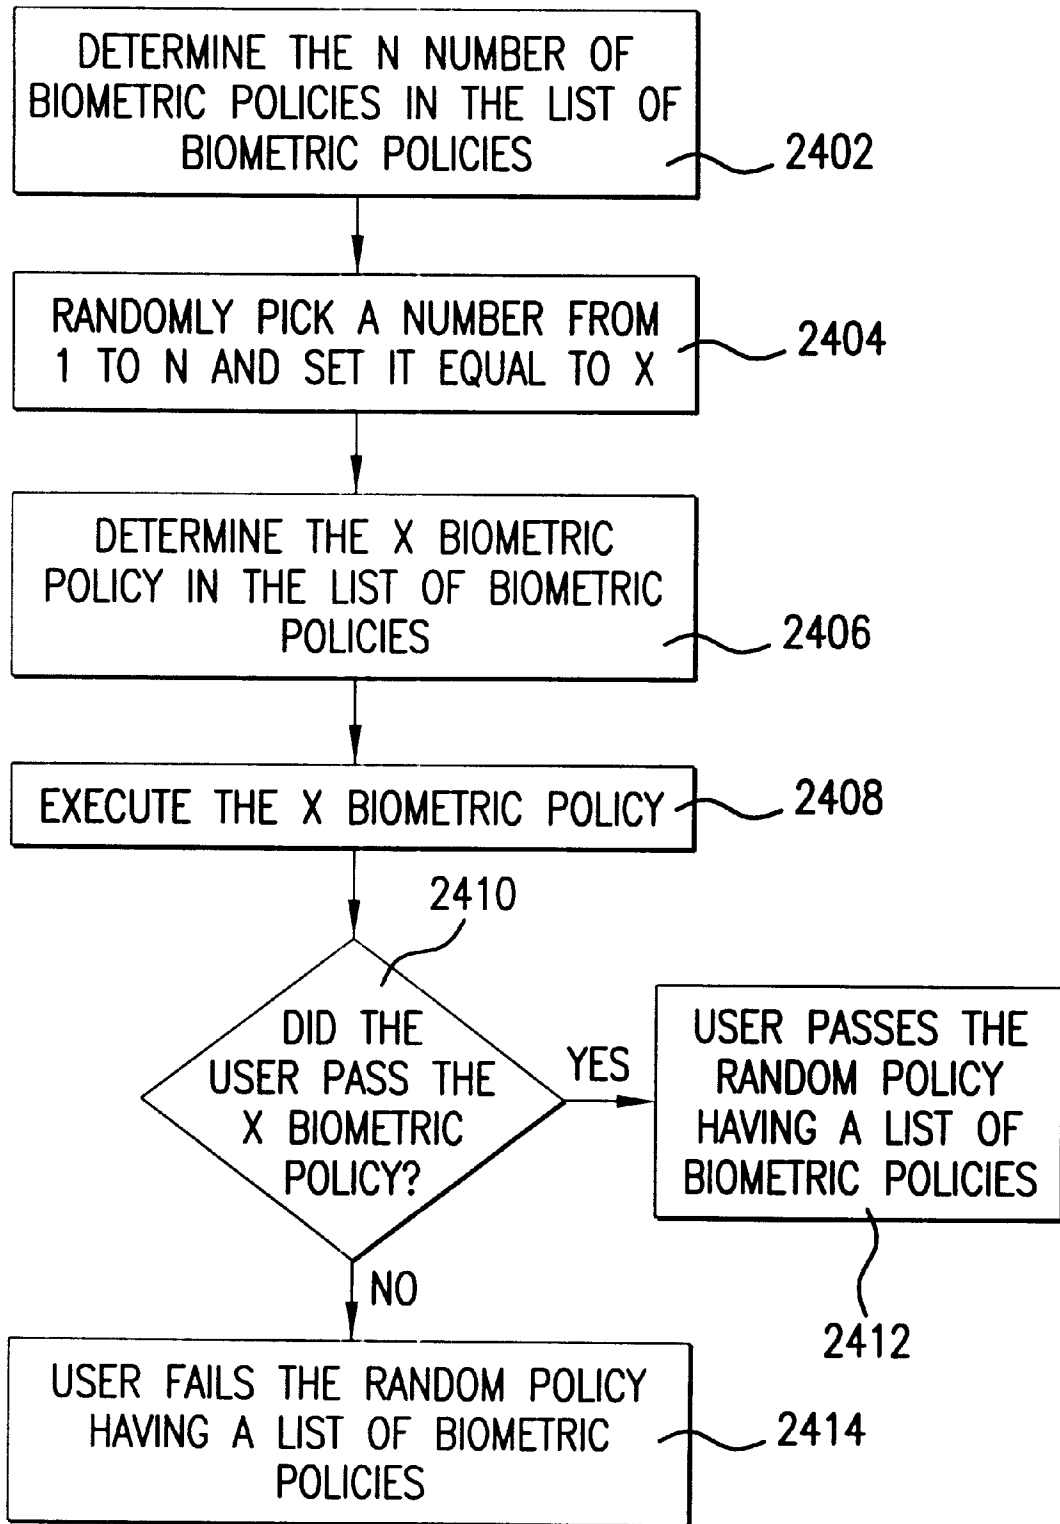 DETERMINE THE N NUMBER OF
BIOMETRIC POLICIES IN THE LIST OF
BIOMETRIC POLICIES
2402
RANDOMLY PICK A NUMBER FROM
1 TO N AND SET IT EQUAL TO X
2404
DETERMINE THE X BIOMETRIC
POLICY IN THE LIST OF BIOMETRIC
POLICIES
2406
EXECUTE THE X BIOMETRIC POLICY
2408
2410
DID THE
USER PASS THE
X BIOMETRIC
POLICY?
YES
USER PASSES THE
RANDOM POLICY
HAVING A LIST OF
BIOMETRIC POLICIES
2412
NO
USER FAILS THE RANDOM POLICY
HAVING A LIST OF BIOMETRIC
POLICIES
2414